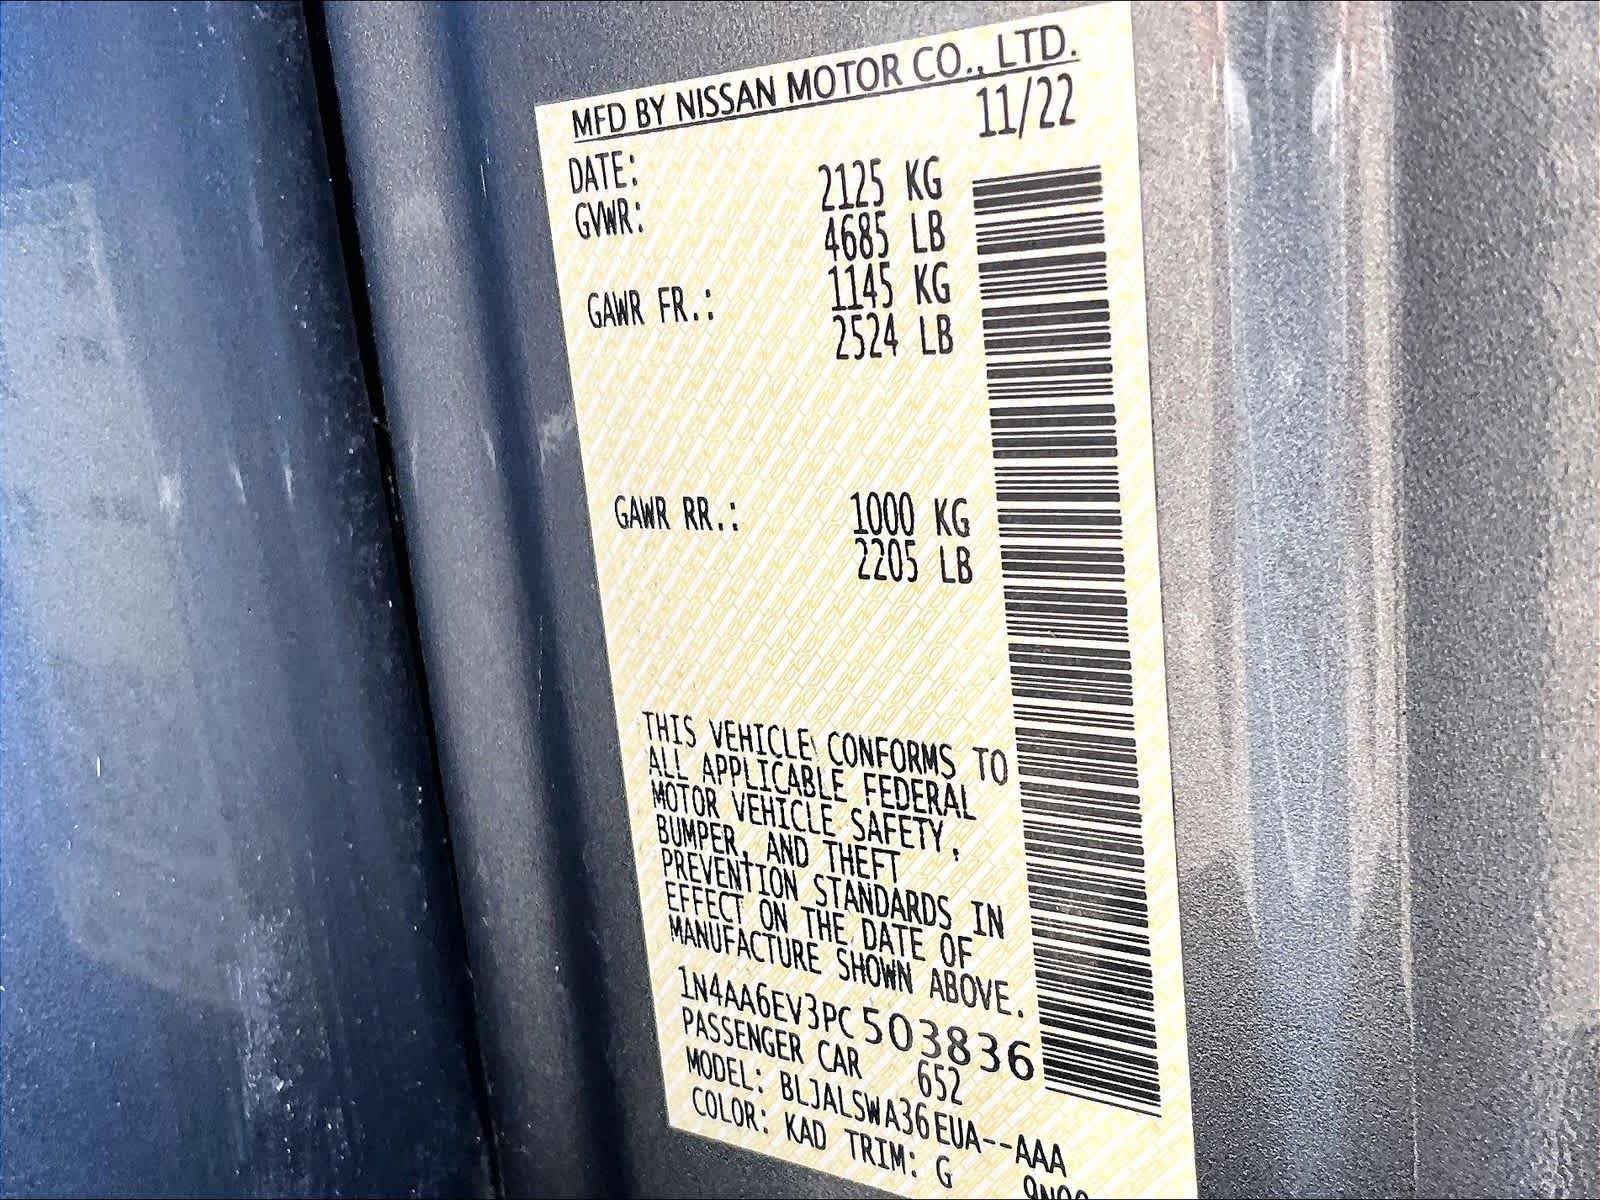 MFD BY NISSAN MOTOR CO., LTD.
DATE: 11/22
GVWR: 2125 KG
4685 LB
GAWR FR.: 1145 KG
2524 LB
GAWR RR.: 1000 KG
2205 LB
THIS VEHICLE CONFORMS TO
ALL APPLICABLE FEDERAL
MOTOR VEHICLE SAFETY,
BUMPER, AND THEFT
PREVENTION STANDARDS IN
EFFECT ON THE DATE OF
MANUFACTURE SHOWN ABOVE.
1N4AA6EV3PC503836
PASSENGER CAR 652
MODEL: BLJALSWA36EUA--AAA
COLOR: KAD TRIM: G